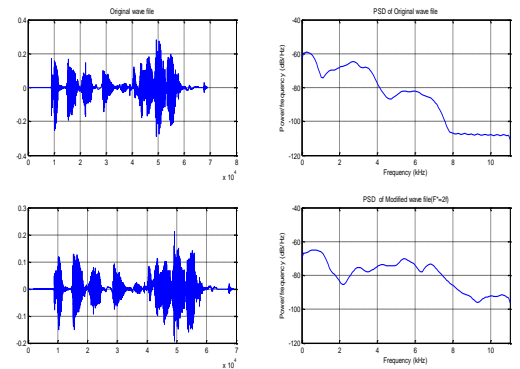 Original wave file
0.4
0.2
0
-0.2
-0.4
0 1 2 3 4 5 6 7 8
x 10^4
PSD of Original wave file
-40
-60
-80
-100
-120
0 2 4 6 8 10
Power/frequency (dB/Hz)
Frequency (kHz)
0.3
0.2
0.1
0
-0.1
-0.2
0 1 2 3 4 5 6 7
x 10^4
PSD of Modified wave file(F'=2f)
-40
-60
-80
-100
-120
0 2 4 6 8 10
Power/frequency (dB/Hz)
Frequency (kHz)